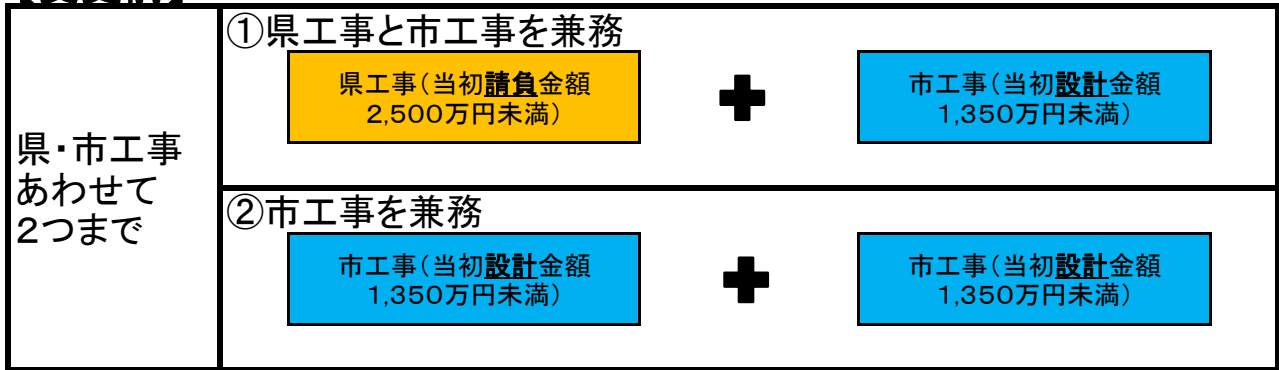 県・市工事
あわせて
2つまで
①県工事と市工事を兼務
県工事（当初請負金額
2,500万円未満）
市工事（当初設計金額
1,350万円未満）
②市工事を兼務
市工事（当初設計金額
1,350万円未満）
市工事（当初設計金額
1,350万円未満）